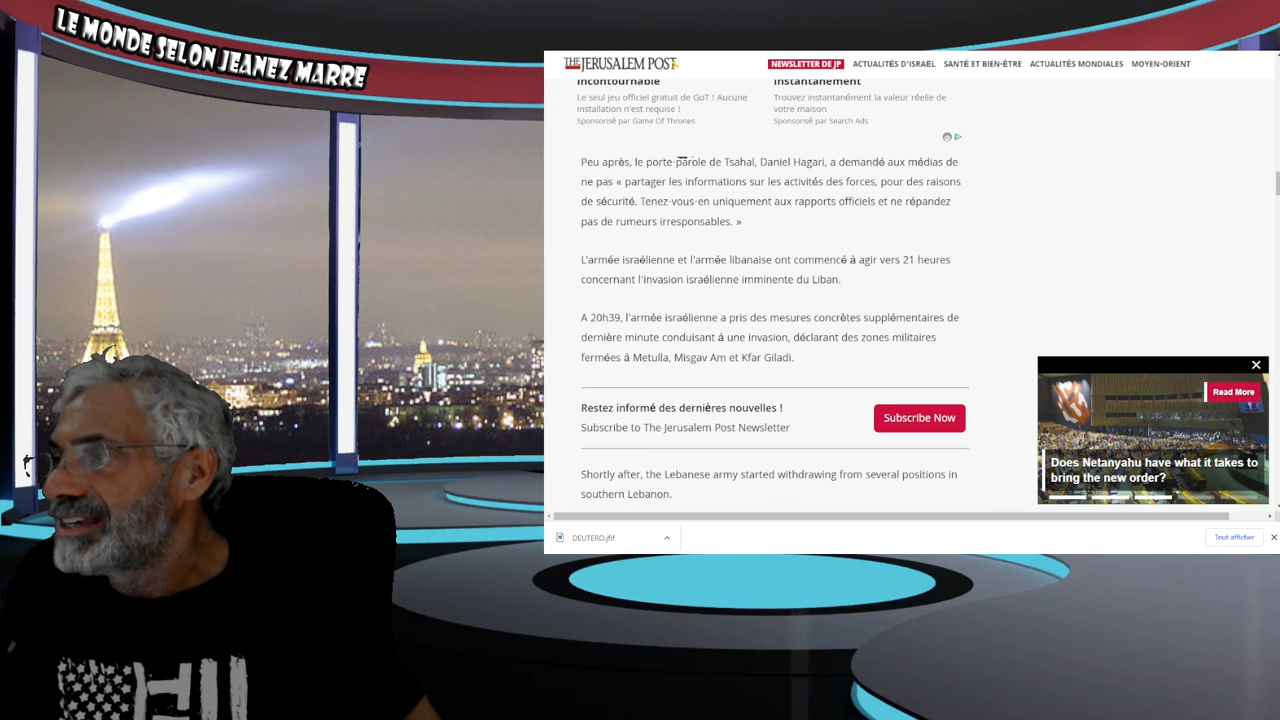 LE MONDE SELON JEANEZ MARRE
THE JERUSALEM POST
NEWSLETTER DE JP ACTUALITÉS D'ISRAËL SANTÉ ET BIEN-ÊTRE ACTUALITÉS MONDIALES MOYEN-ORIENT
incontournable
Le seul jeu officiel gratuit de GoT ! Aucune
installation n'est requise !
Sponsorisé par Game Of Thrones
instantanément
Trouvez instantanément la valeur réelle de
votre maison
Sponsorisé par Search Ads
Peu après, le porte-parole de Tsahal, Daniel Hagari, a demandé aux médias de
ne pas « partager les informations sur les activités des forces, pour des raisons
de sécurité. Tenez-vous-en uniquement aux rapports officiels et ne répandez
pas de rumeurs irresponsables. »
L'armée israélienne et l'armée libanaise ont commencé à agir vers 21 heures
concernant l'invasion israélienne imminente du Liban.
A 20h39, l'armée israélienne a pris des mesures concrètes supplémentaires de
dernière minute conduisant à une invasion, déclarant des zones militaires
fermées à Metulla, Misgav Am et Kfar Giladi.
Restez informé des dernières nouvelles !
Subscribe to The Jerusalem Post Newsletter
Subscribe Now
Shortly after, the Lebanese army started withdrawing from several positions in
southern Lebanon.
Read More
Does Netanyahu have what it takes to
bring the new order?
DEUTERO.jfif
Tout afficher